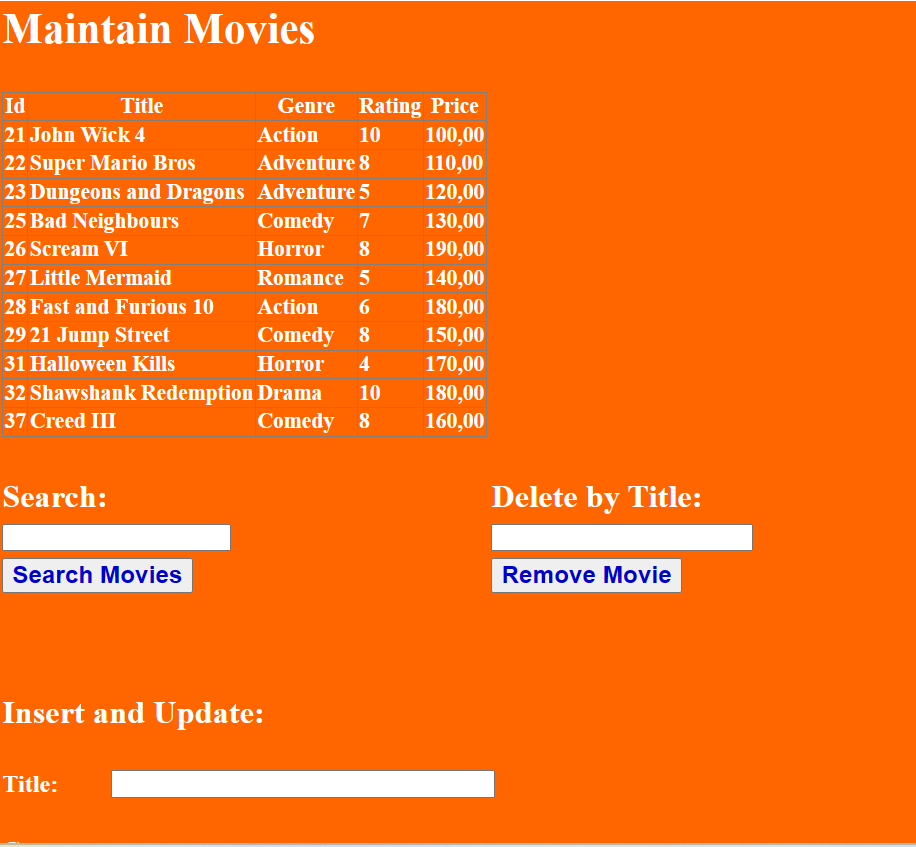 Maintain Movies
Id Title Genre Rating Price
21 John Wick 4 Action 10 100,00
22 Super Mario Bros Adventure 8 110,00
23 Dungeons and Dragons Adventure 5 120,00
25 Bad Neighbours Comedy 7 130,00
26 Scream VI Horror 8 190,00
27 Little Mermaid Romance 5 140,00
28 Fast and Furious 10 Action 6 180,00
29 21 Jump Street Comedy 8 150,00
31 Halloween Kills Horror 4 170,00
32 Shawshank Redemption Drama 10 180,00
37 Creed III Comedy 8 160,00
Search: Delete by Title:
Search Movies Remove Movie
Insert and Update:
Title: